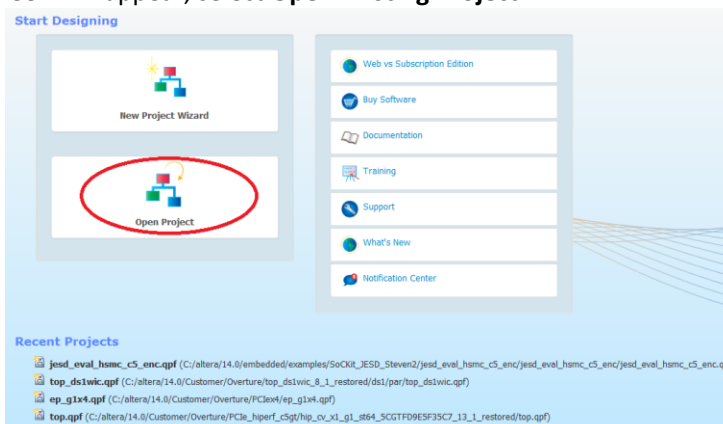 Start Designing
New Project Wizard
Open Project
Web vs Subscription Edition
Buy Software
Documentation
Training
Support
What's New
Notification Center
Recent Projects
jesd_eval_hsmc_c5_enc.qpf (C:/altera/14.0/embedded/examples/SoCKit_JESD_Steven2/jesd_eval_hsmc_c5_enc/jesd_eval_hsmc_c5_enc/jesd_eval_hsmc_c5_enc.q
top_ds1wic.qpf (C:/altera/14.0/Customer/Overture/top_ds1wic_8_1_restored/ds1/par/top_ds1wic.qpf)
ep_g1x4.qpf (C:/altera/14.0/Customer/Overture/PCIex4/ep_g1x4.qpf)
top.qpf (C:/altera/14.0/Customer/Overture/PCIe_hiperf_c5gt/hip_cv_x1_g1_st64_5CGTFD9E5F35C7_13_1_restored/top.qpf)